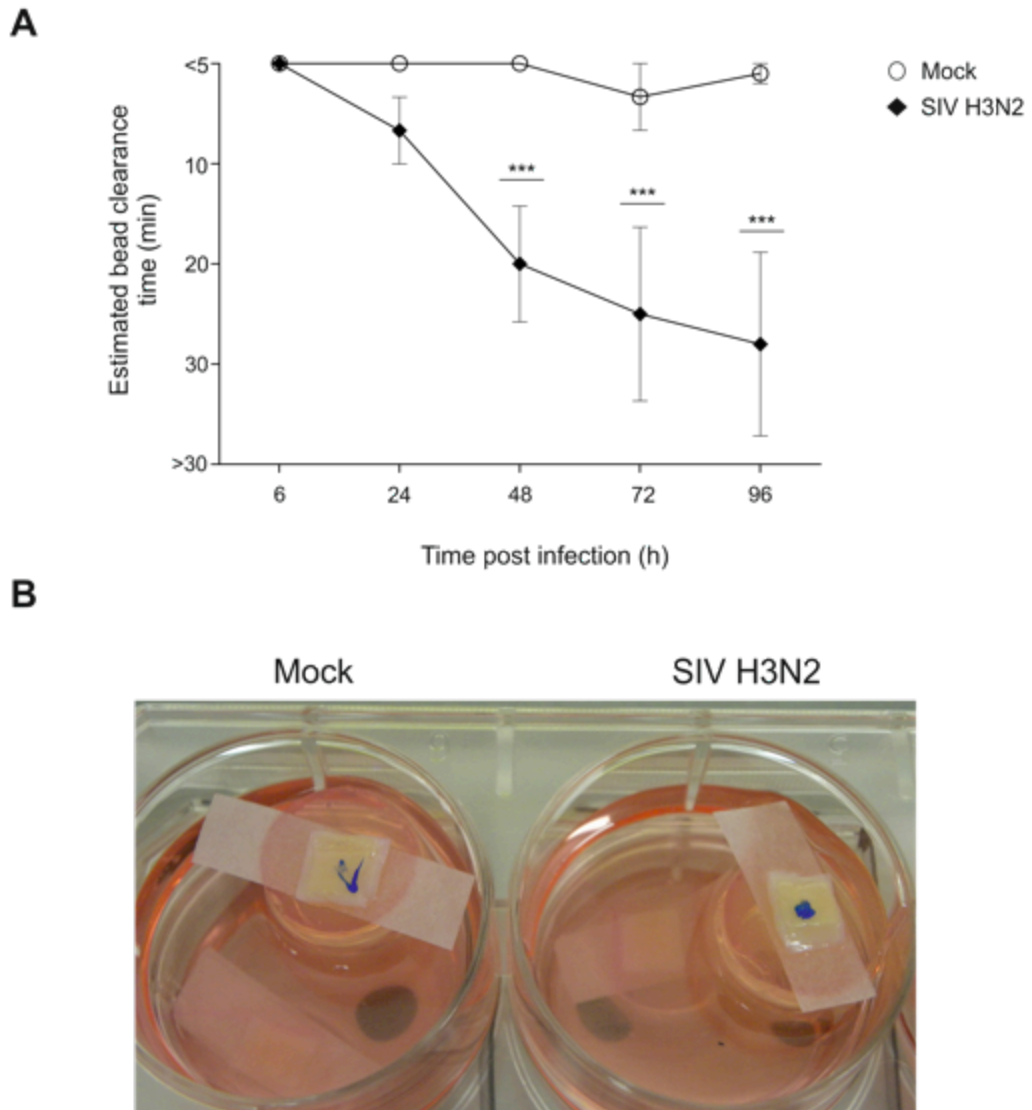 A
<5
10
20
30
>30
Estimated bead clearance
time (min)
***
***
***
Mock
SIV H3N2
6 24 48 72 96
Time post infection (h)
B
Mock SIV H3N2